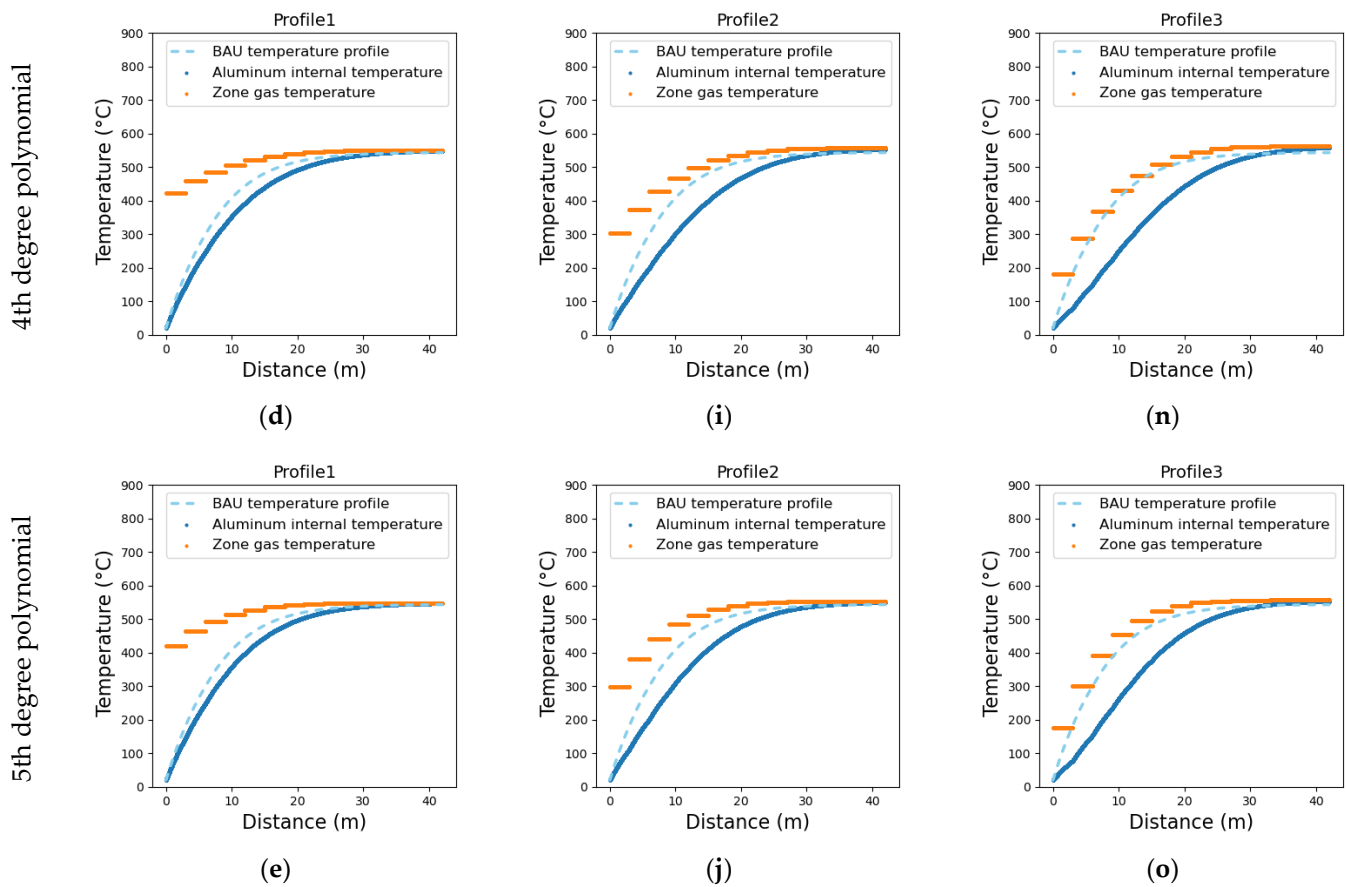 4th degree polynomial
Profile1
BAU temperature profile
Aluminum internal temperature
Zone gas temperature
Temperature (°C)
900
800
700
600
500
400
300
200
100
0
0 10 20 30 40
Distance (m)
(d)
Profile2
BAU temperature profile
Aluminum internal temperature
Zone gas temperature
Temperature (°C)
900
800
700
600
500
400
300
200
100
0
0 10 20 30 40
Distance (m)
(i)
Profile3
BAU temperature profile
Aluminum internal temperature
Zone gas temperature
Temperature (°C)
900
800
700
600
500
400
300
200
100
0
0 10 20 30 40
Distance (m)
(n)
5th degree polynomial
Profile1
BAU temperature profile
Aluminum internal temperature
Zone gas temperature
Temperature (°C)
900
800
700
600
500
400
300
200
100
0
0 10 20 30 40
Distance (m)
(e)
Profile2
BAU temperature profile
Aluminum internal temperature
Zone gas temperature
Temperature (°C)
900
800
700
600
500
400
300
200
100
0
0 10 20 30 40
Distance (m)
(j)
Profile3
BAU temperature profile
Aluminum internal temperature
Zone gas temperature
Temperature (°C)
900
800
700
600
500
400
300
200
100
0
0 10 20 30 40
Distance (m)
(o)